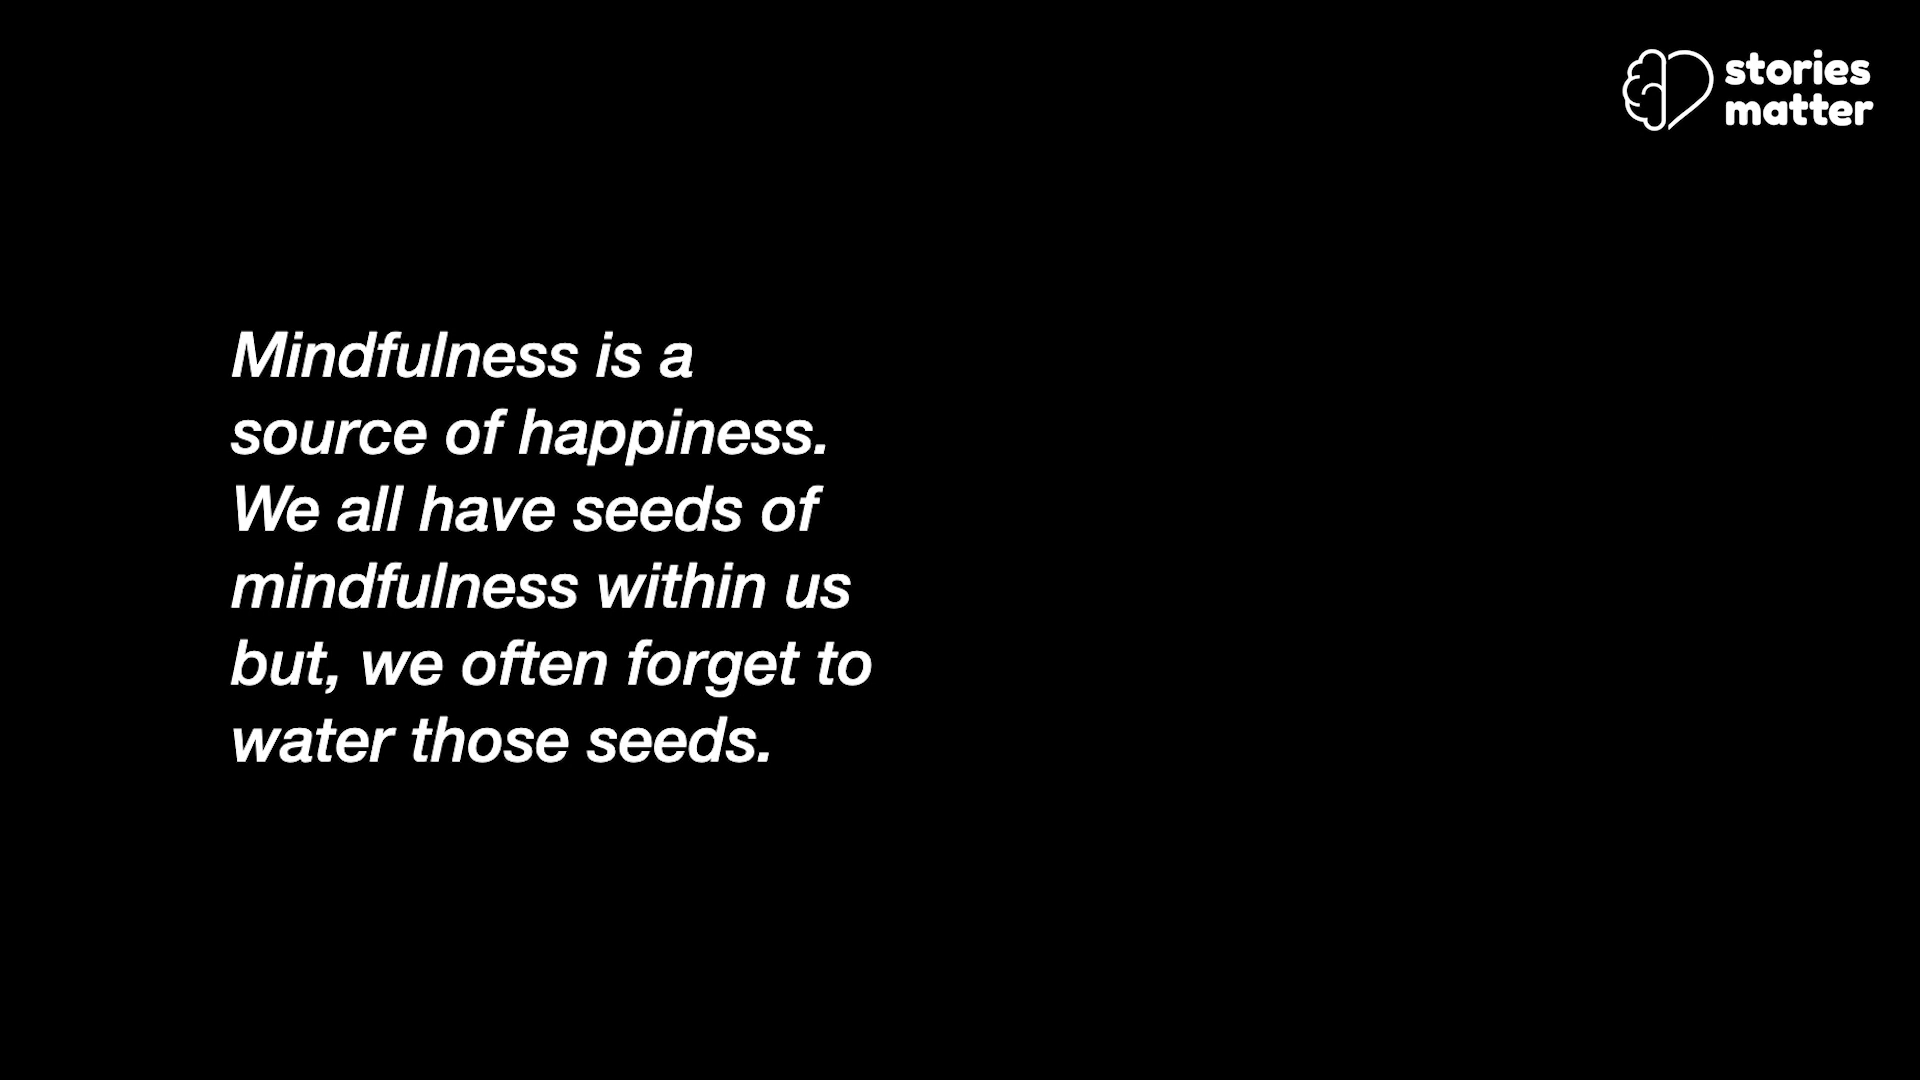 stories
matter
Mindfulness is a
source of happiness.
We all have seeds of
mindfulness within us
but, we often forget to
water those seeds.